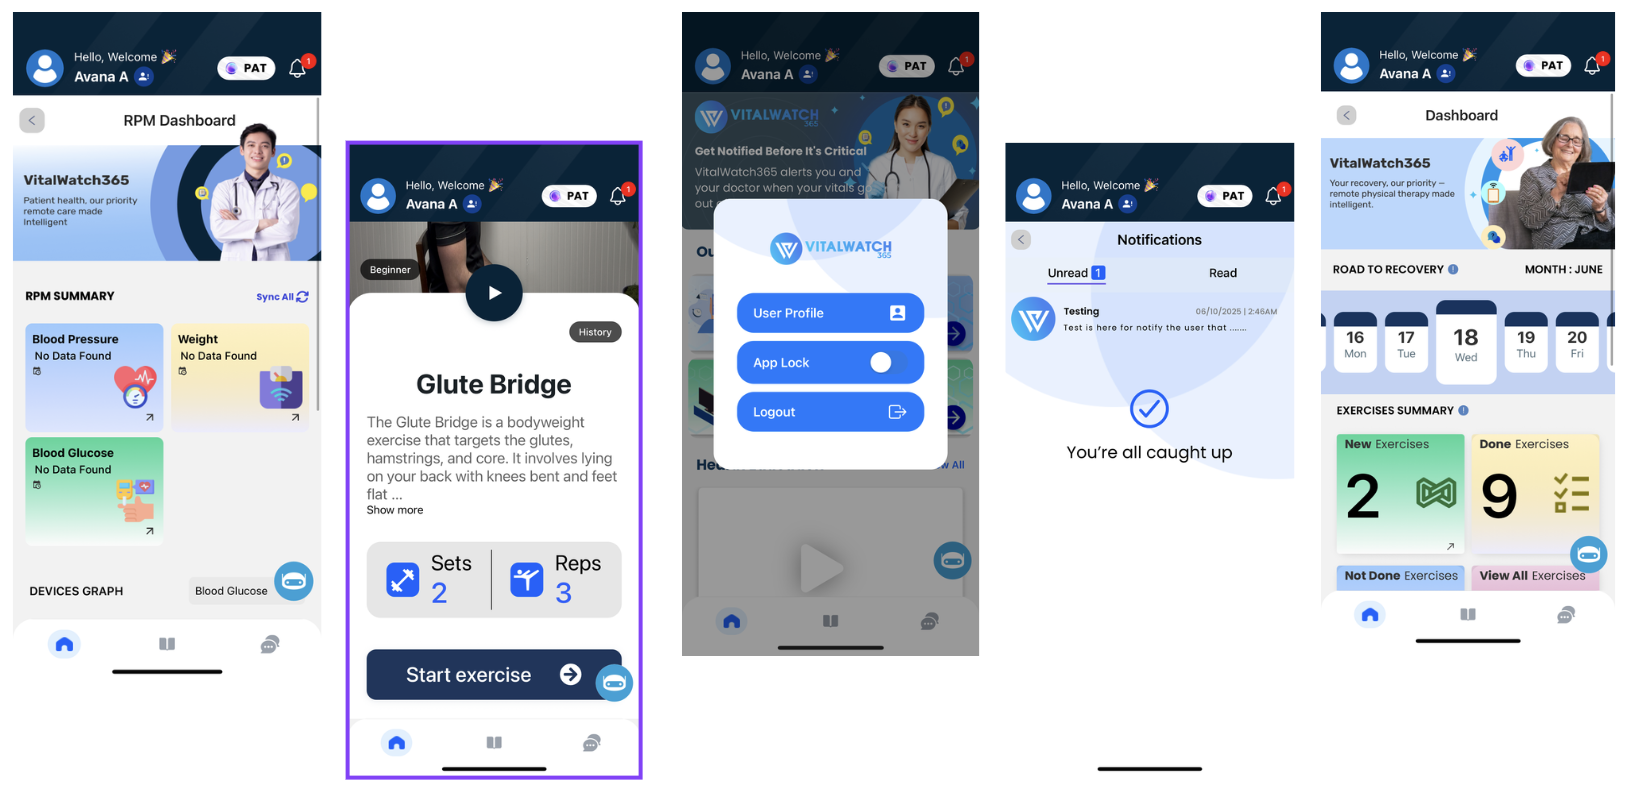 Hello, Welcome
Avana A
PAT
1
RPM Dashboard
VitalWatch365
Patient health, our priority
remote care made
Intelligent
RPM SUMMARY
Sync All
Blood Pressure
No Data Found
Weight
No Data Found
Blood Glucose
No Data Found
DEVICES GRAPH
Blood Glucose
Hello, Welcome
Avana A
PAT
1
Beginner
History
Glute Bridge
The Glute Bridge is a bodyweight
exercise that targets the glutes,
hamstrings, and core. It involves lying
on your back with knees bent and feet
flat ...
Show more
Sets
2
Reps
3
Start exercise
Hello, Welcome
Avana A
PAT
1
VITALWATCH
365
Get Notified Before It's Critical
VitalWatch365 alerts you and
your doctor when your vitals go
out
Ou
VITALWATCH
365
User Profile
App Lock
Logout
w All
Hello, Welcome
Avana A
PAT
1
Notifications
Unread 1
Read
Testing
06/10/2025 | 2:46AM
Test is here for notify the user that .......
You're all caught up
Hello, Welcome
Avana A
PAT
1
Dashboard
VitalWatch365
Your recovery, our priority –
remote physical therapy made
intelligent.
ROAD TO RECOVERY
MONTH : JUNE
16
Mon
17
Tue
18
Wed
19
Thu
20
Fri
EXERCISES SUMMARY
New Exercises
2
Done Exercises
9
Not Done Exercises
View All Exercises